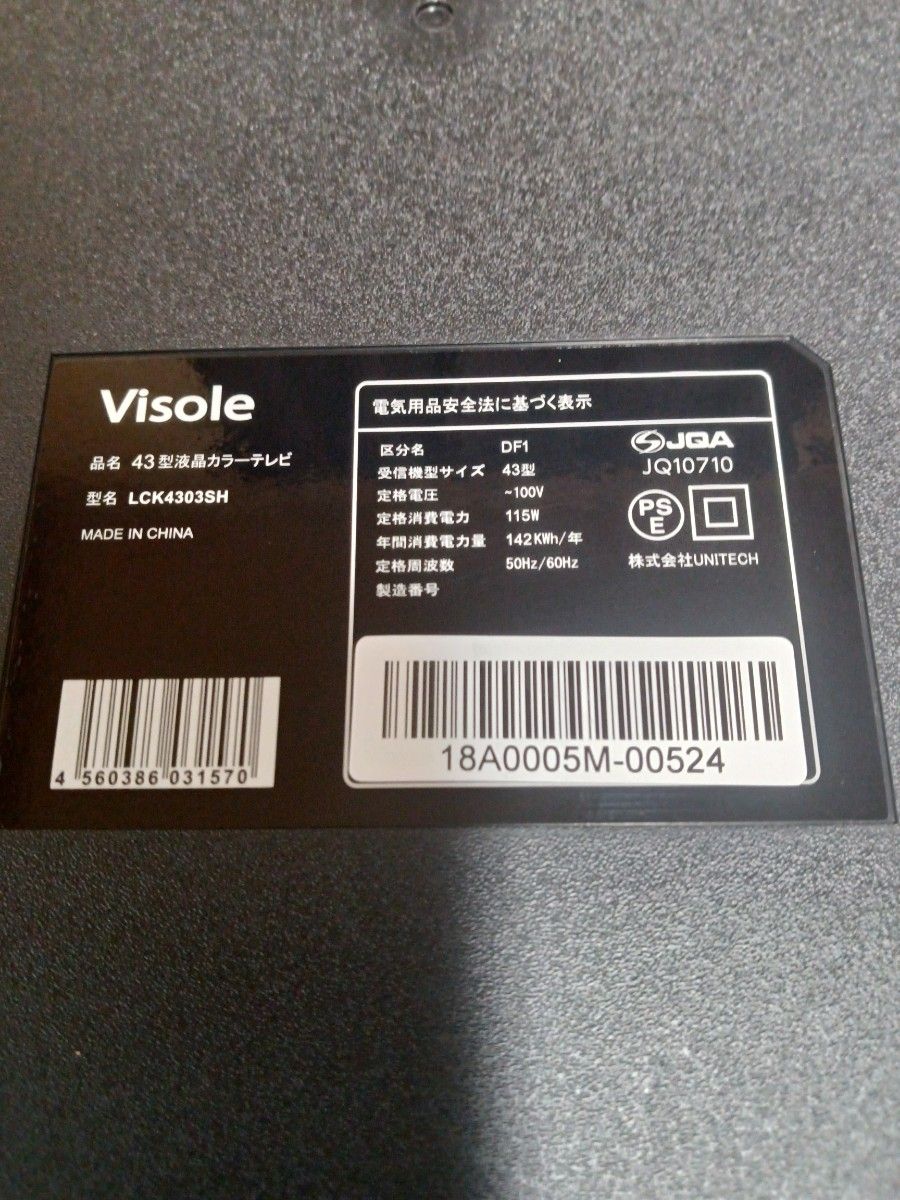 Visole
品名 43型液晶カラーテレビ
型名 LCK4303SH
MADE IN CHINA
4 560386 031570
電気用品安全法に基づく表示
区分名 DF1
受信機型サイズ 43型
定格電圧 ~100V
定格消費電力 115W
年間消費電力量 142KWh/年
定格周波数 50Hz/60Hz
製造番号
JQA
JQ10710
PS
E
株式会社UNITECH
18A0005M-00524